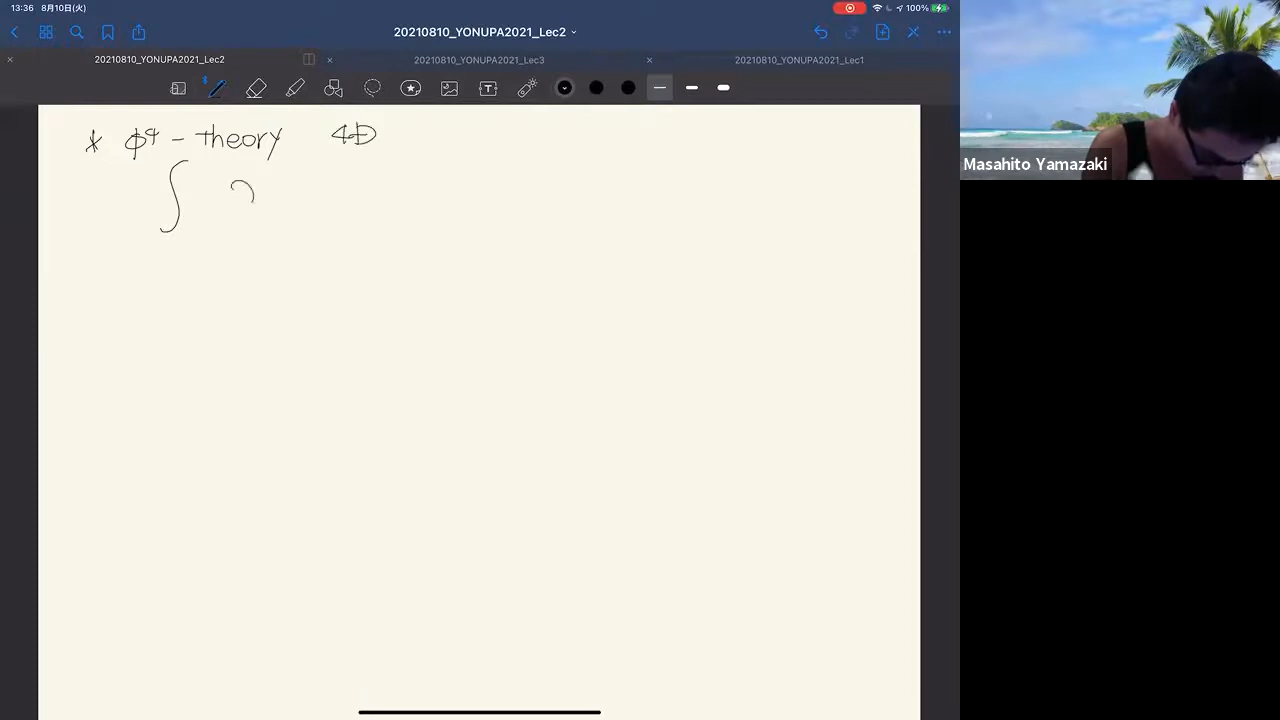 13:36 8月10日(火)
100%
20210810_YONUPA2021_Lec2
20210810_YONUPA2021_Lec2
20210810_YONUPA2021_Lec3
20210810_YONUPA2021_Lec1
* φ⁴ - theory 4D
∫
Masahito Yamazaki